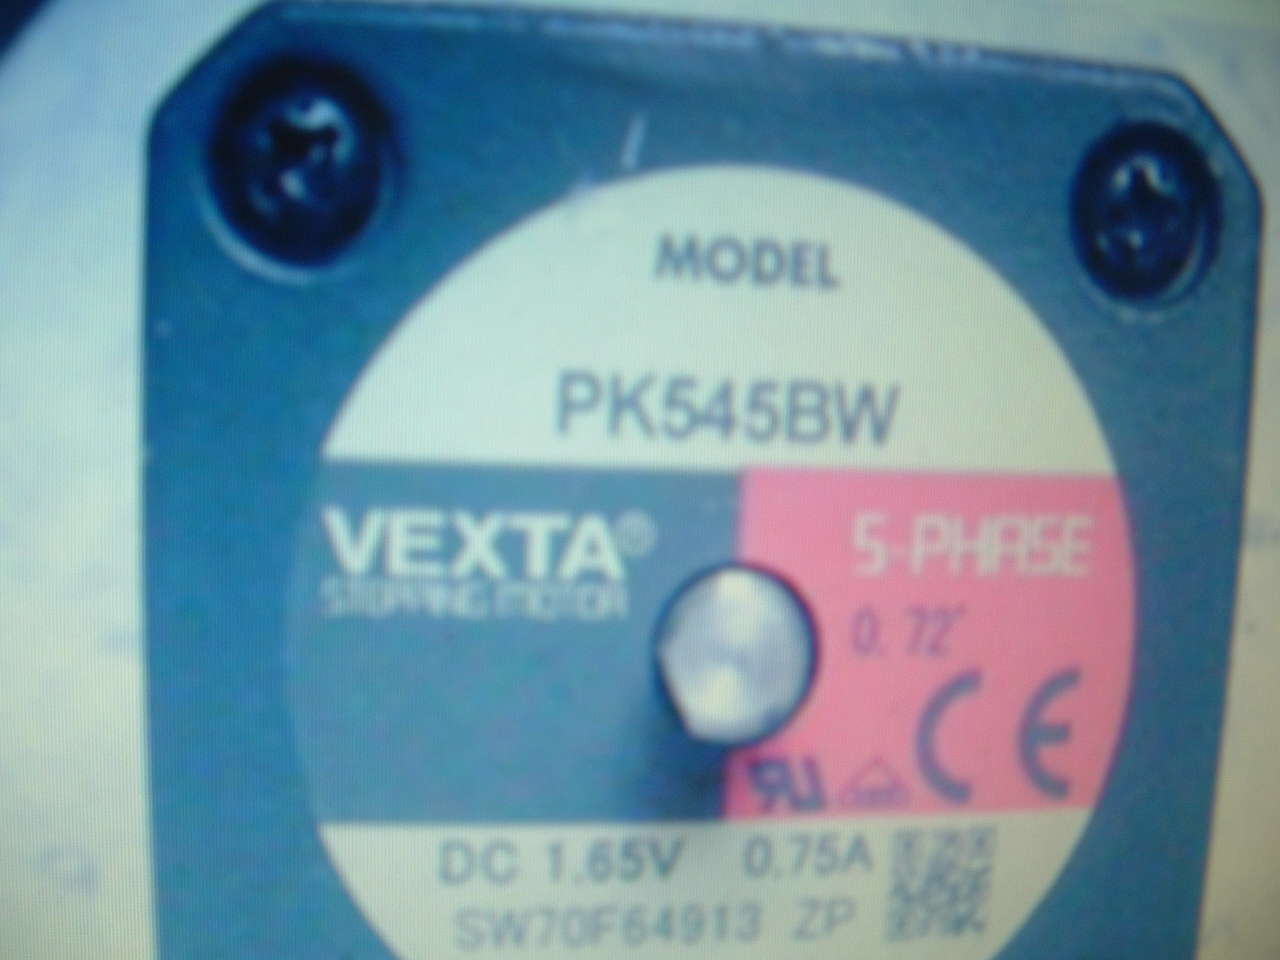 MODEL
PK545BW
VEXTA®
STEPPING MOTOR
5-PHASE
0.72°
CE
DC 1.65V 0.75A
SW70F64913 ZP